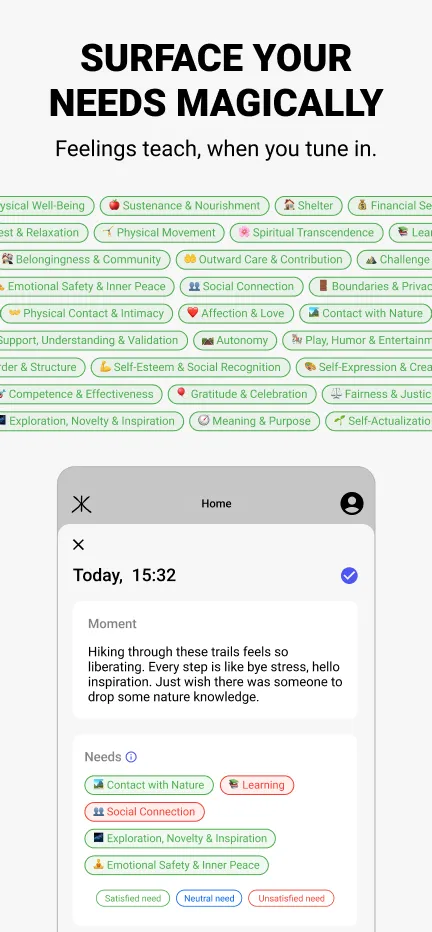 SURFACE YOUR
NEEDS MAGICALLY
Feelings teach, when you tune in.
ysical Well-Being Sustenance & Nourishment Shelter Financial Se
est & Relaxation Physical Movement Spiritual Transcendence Lear
Belongingness & Community Outward Care & Contribution Challenge
Emotional Safety & Inner Peace Social Connection Boundaries & Privac
Physical Contact & Intimacy Affection & Love Contact with Nature
Support, Understanding & Validation Autonomy Play, Humor & Entertainm
rder & Structure Self-Esteem & Social Recognition Self-Expression & Crea
Competence & Effectiveness Gratitude & Celebration Fairness & Justic
Exploration, Novelty & Inspiration Meaning & Purpose Self-Actualizatio
Home
Today, 15:32
Moment
Hiking through these trails feels so
liberating. Every step is like bye stress, hello
inspiration. Just wish there was someone to
drop some nature knowledge.
Needs
Contact with Nature Learning
Social Connection
Exploration, Novelty & Inspiration
Emotional Safety & Inner Peace
Satisfied need Neutral need Unsatisfied need